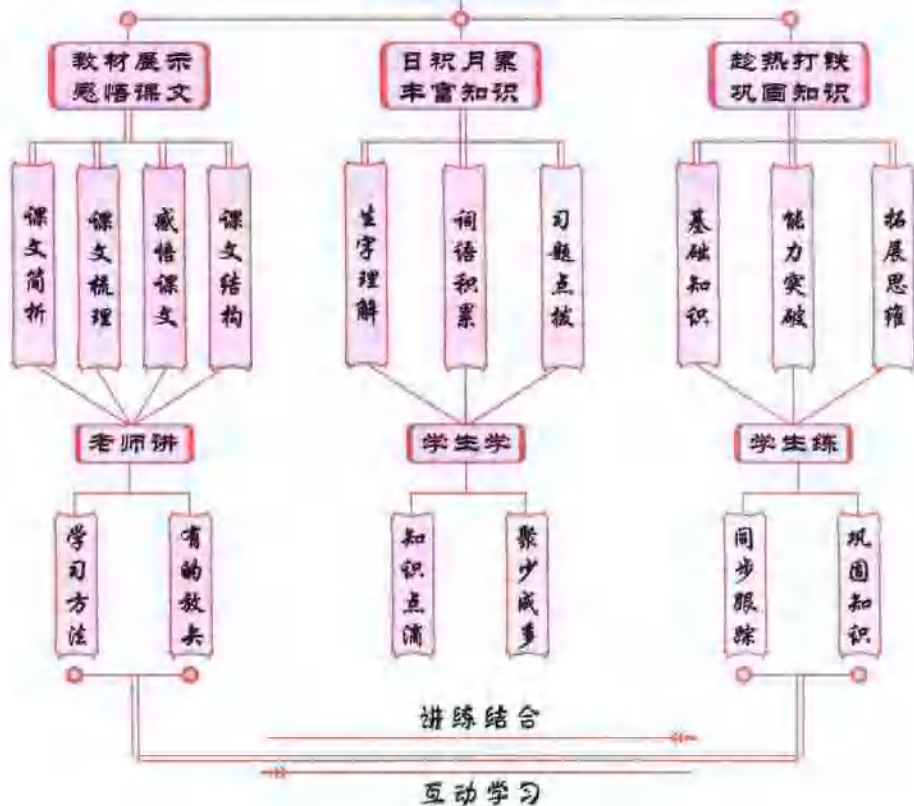 教材展示
感悟课文
日积月累
丰富知识
趁热打铁
巩固知识
课文简析
课文梳理
感悟课文
课文结构
生字理解
词语积累
习题点拨
基础知识
能力突破
拓展思维
老师讲
学生学
学生练
学习方法
有的放矢
知识点滴
聚少成多
同步跟踪
巩固知识
讲练结合
互动学习